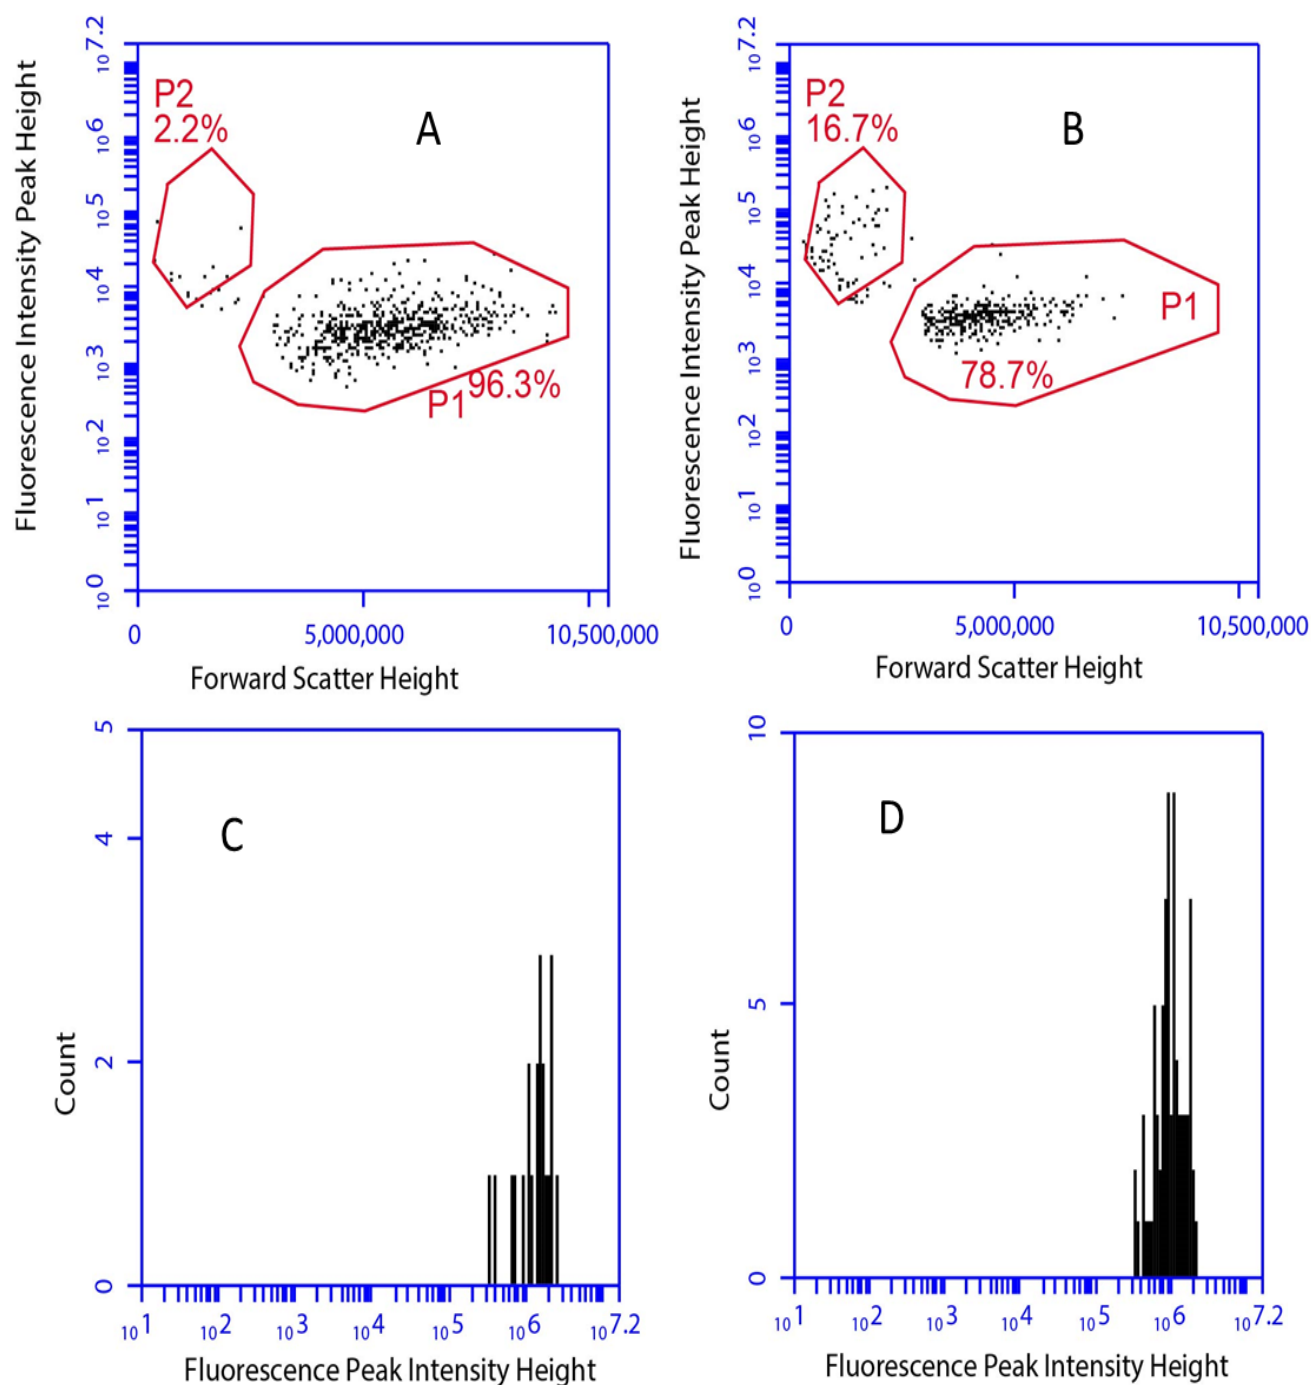 Fluorescence Intensity Peak Height
10^7.2
10^6
10^5
10^4
10^3
10^2
10^1
10^0
P2
2.2%
A
P1 96.3%
0 5,000,000 10,500,000
Forward Scatter Height
Fluorescence Intensity Peak Height
10^7.2
10^6
10^5
10^4
10^3
10^2
10^1
10^0
P2
16.7%
B
P1
78.7%
0 5,000,000 10,500,000
Forward Scatter Height
Count
5
4
2
0
C
10^1 10^2 10^3 10^4 10^5 10^6 10^7.2
Fluorescence Peak Intensity Height
Count
10
5
0
D
10^1 10^2 10^3 10^4 10^5 10^6 10^7.2
Fluorescence Peak Intensity Height